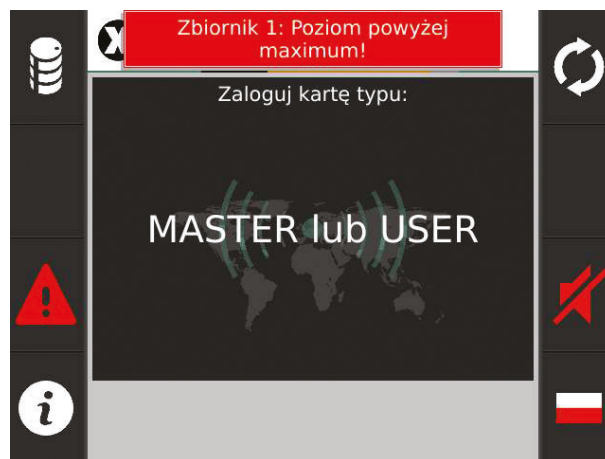 Zbiornik 1: Poziom powyżej
maximum!
Zaloguj kartę typu:
MASTER lub USER